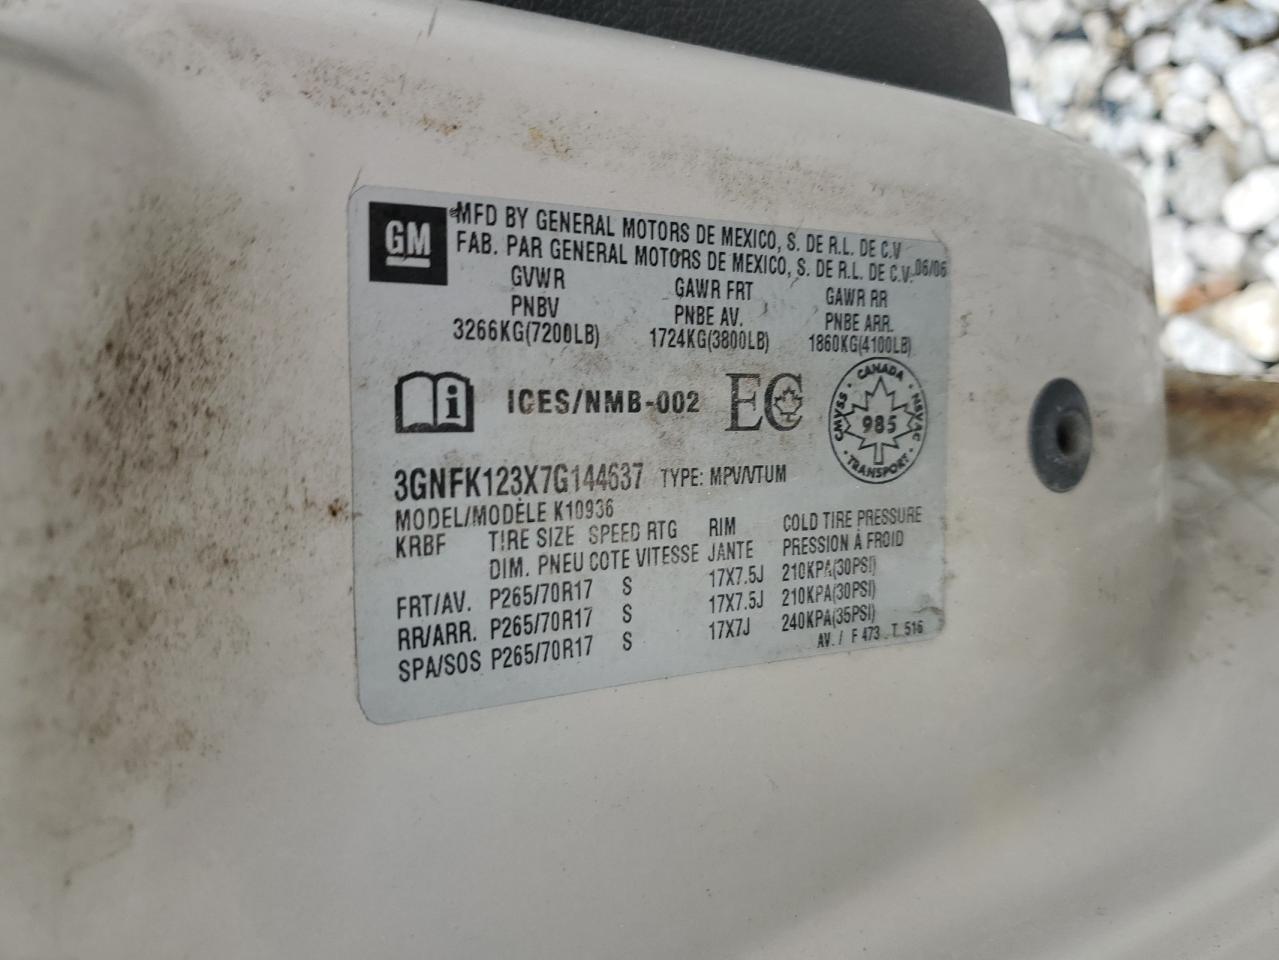 GM
MFD BY GENERAL MOTORS DE MEXICO, S. DE R.L. DE C.V
FAB. PAR GENERAL MOTORS DE MEXICO, S. DE R.L. DE C.V. 06/06
GVWR GAWR FRT GAWR RR
PNBV PNBE AV. PNBE ARR.
3266KG(7200LB) 1724KG(3800LB) 1860KG(4100LB)
i ICES/NMB-002 EC
CANADA
CMVSS 985 NSVAC
TRANSPORT
3GNFK123X7G144637 TYPE: MPV/VTUM
MODEL/MODÈLE K10936
KRBF TIRE SIZE SPEED RTG RIM COLD TIRE PRESSURE
DIM. PNEU COTE VITESSE JANTE PRESSION À FROID
FRT/AV. P265/70R17 S 17X7.5J 210KPA(30PSI)
RR/ARR. P265/70R17 S 17X7.5J 210KPA(30PSI)
SPA/SOS P265/70R17 S 17X7J 240KPA(35PSI)
AV. / F 473 T 516